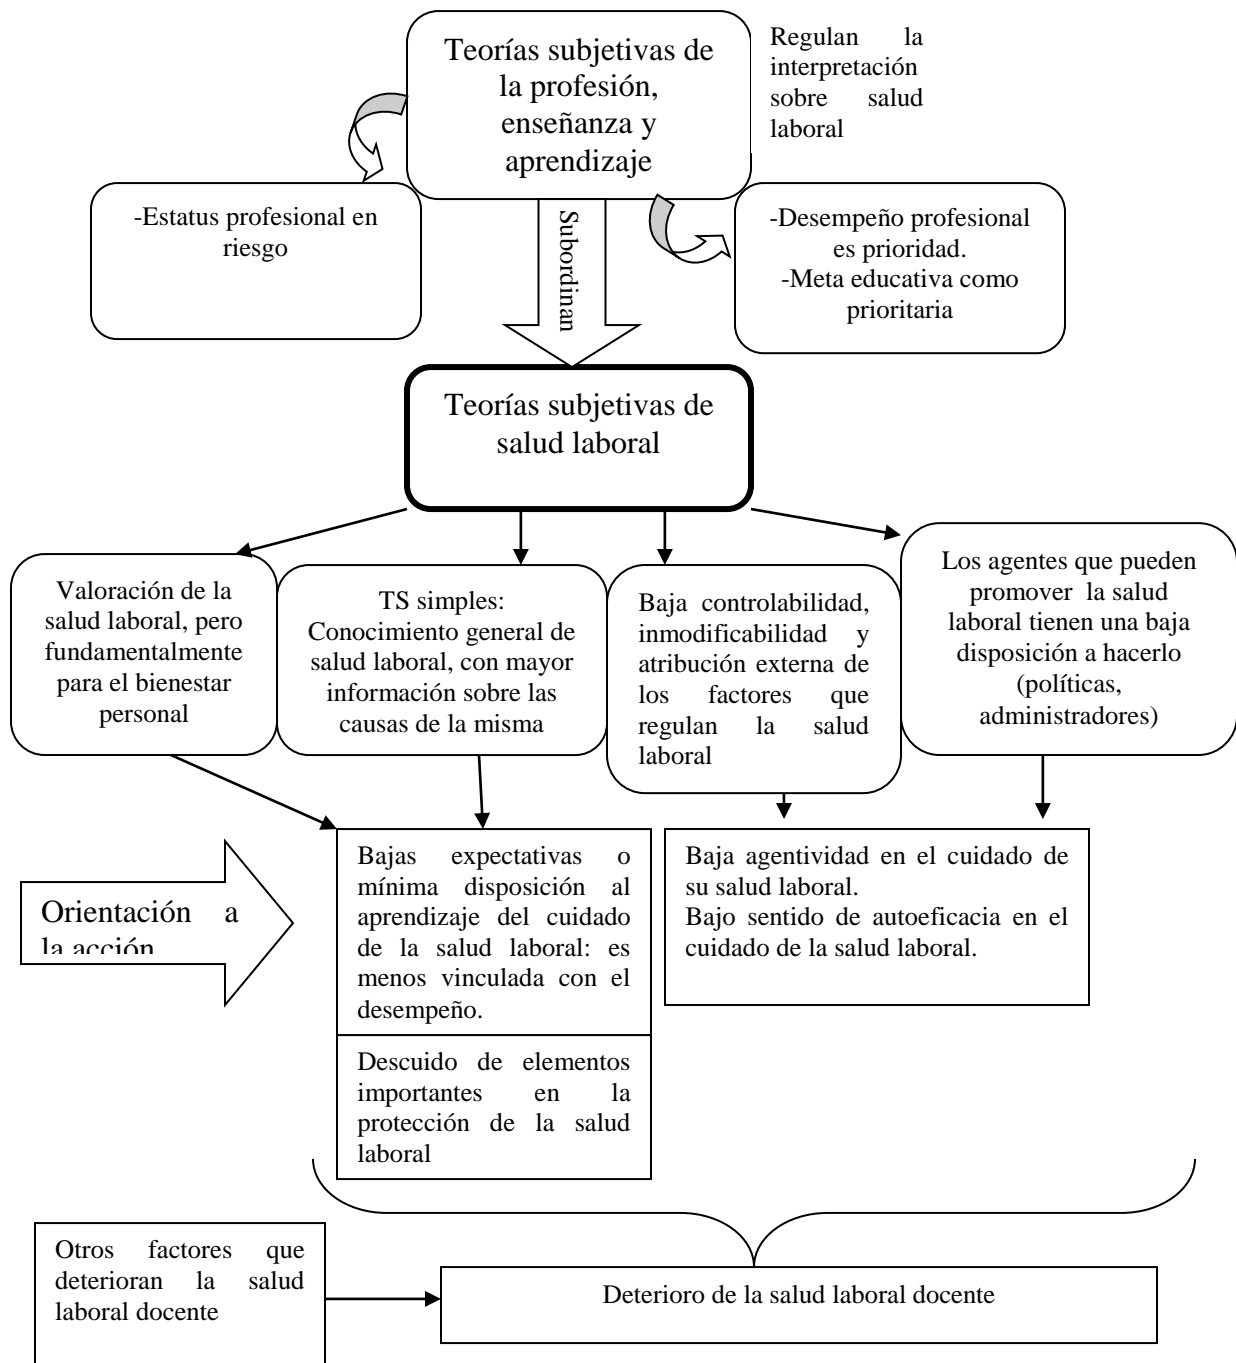 Teorías subjetivas de
la profesión,
enseñanza y
aprendizaje
Regulan la
interpretación
sobre salud
laboral
-Estatus profesional en
riesgo
Subordinan
-Desempeño profesional
es prioridad.
-Meta educativa como
prioritaria
Teorías subjetivas de
salud laboral
Valoración de la
salud laboral, pero
fundamentalmente
para el bienestar
personal
TS simples:
Conocimiento general de
salud laboral, con mayor
información sobre las
causas de la misma
Baja controlabilidad,
inmodificabilidad y
atribución externa de
los factores que
regulan la salud
laboral
Los agentes que pueden
promover la salud
laboral tienen una baja
disposición a hacerlo
(políticas,
administradores)
Orientación a
la acción
Bajas expectativas o
mínima disposición al
aprendizaje del cuidado
de la salud laboral: es
menos vinculada con el
desempeño.
Baja agentividad en el cuidado de
su salud laboral.
Bajo sentido de autoeficacia en el
cuidado de la salud laboral.
Descuido de elementos
importantes en la
protección de la salud
laboral
Otros factores que
deterioran la salud
laboral docente
Deterioro de la salud laboral docente